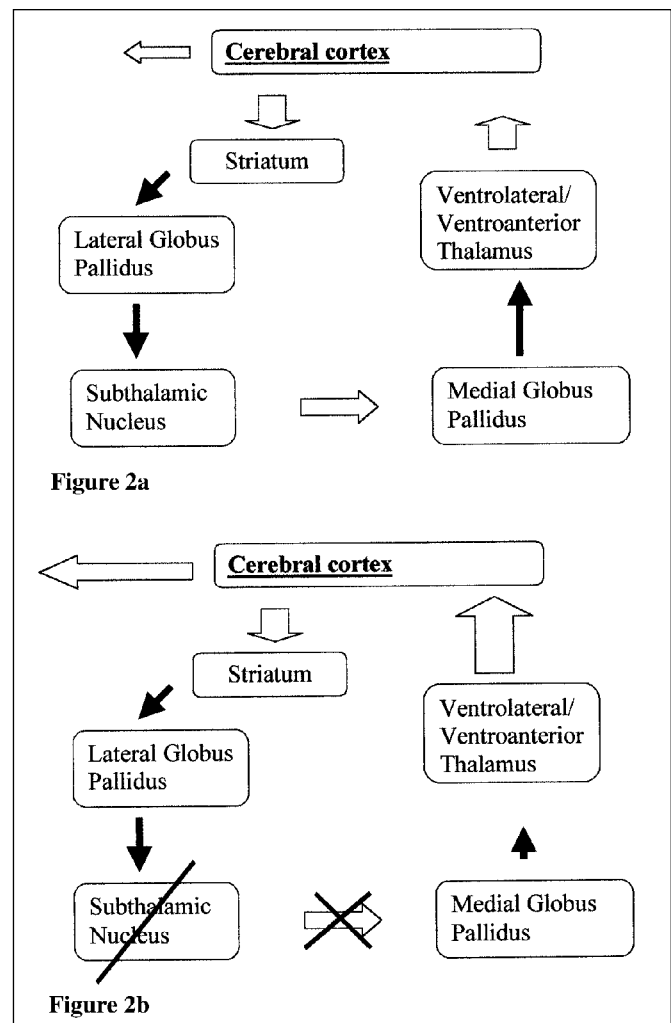 Cerebral cortex
Striatum
Lateral Globus
Pallidus
Ventrolateral/
Ventroanterior
Thalamus
Subthalamic
Nucleus
Medial Globus
Pallidus
Figure 2a
Cerebral cortex
Striatum
Lateral Globus
Pallidus
Ventrolateral/
Ventroanterior
Thalamus
Subthalamic
Nucleus
Medial Globus
Pallidus
Figure 2b